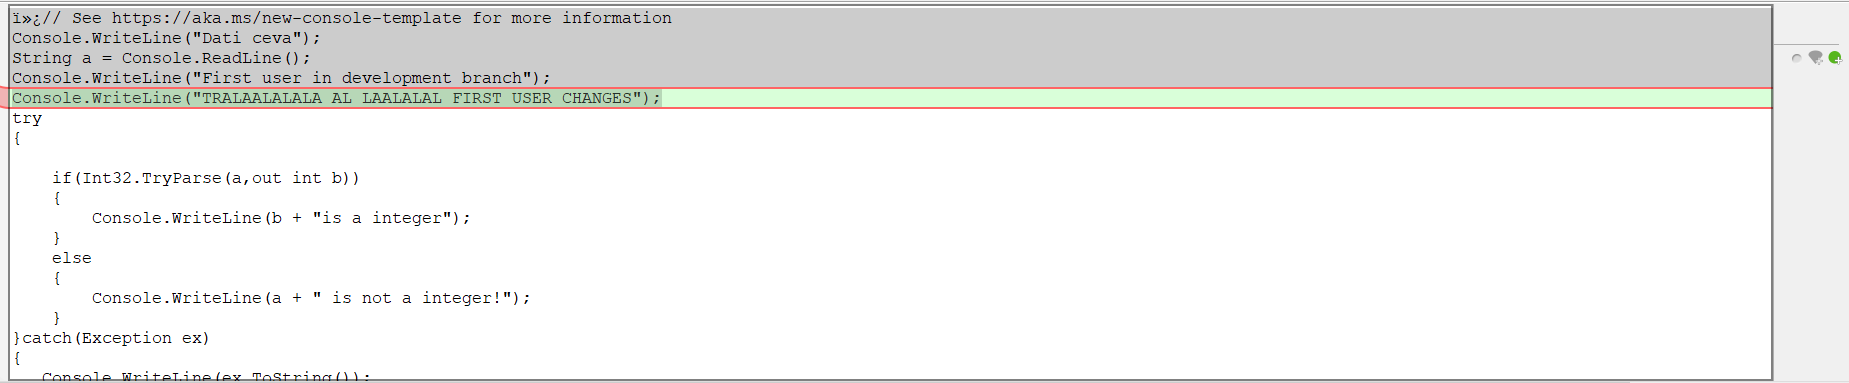 ï»¿// See https://aka.ms/new-console-template for more information
Console.WriteLine("Dati ceva");
String a = Console.ReadLine();
Console.WriteLine("First user in development branch");
Console.WriteLine("TRALAALALALA AL LAALALAL FIRST USER CHANGES");
try
{
    if(Int32.TryParse(a,out int b))
    {
        Console.WriteLine(b + "is a integer");
    }
    else
    {
        Console.WriteLine(a + " is not a integer!");
    }
}catch(Exception ex)
{
   Console.WriteLine(ex.ToString());